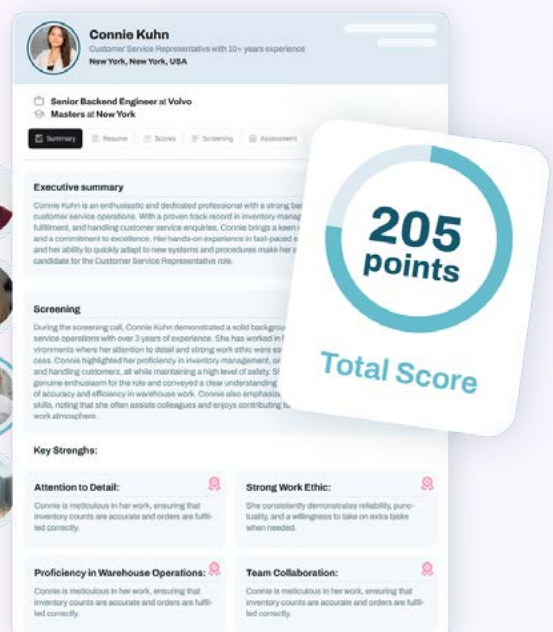 Connie Kuhn
Customer Service Representative with 10+ years experience
New York, New York, USA
Senior Backend Engineer at Volvo
Masters at New York
Summary
Resume
Scores
Screening
Assessment
Executive summary
Connie Kuhn is an enthusiastic and dedicated professional with a strong
customer service operations. With a proven track record in inventory
fulfillment, and handling customer service enquiries, Connie brings a keen
and a commitment to excellence. Her hands-on experience in fast-paced
and her ability to quickly adapt to new systems and procedures make her
candidate for the Customer Service Representative role.
Screening
During the screening call, Connie Kuhn demonstrated a solid
service operations with over 3 years of experience. She has worked in
vironments where her attention to detail and strong work ethic were
cess. Connie highlighted her proficiency in inventory management,
and handling customers, all while maintaining a high level of safety.
genuine enthusiasm for the role and conveyed a clear understanding
of accuracy and efficiency in warehouse work. Connie also
skills, noting that she often assists colleagues and enjoys contributing
work atmosphere.
205
points
Total Score
Key Strenghs:
Attention to Detail:
Connie is meticulous in her work, ensuring that
inventory counts are accurate and orders are fulfil-
led correctly.
Strong Work Ethic:
She consistently demonstrates reliability, punc-
tuality, and a willingness to take on extra tasks
when needed.
Proficiency in Warehouse Operations:
Connie is meticulous in her work, ensuring that
inventory counts are accurate and orders are fulfil-
led correctly.
Team Collaboration:
Connie is meticulous in her work, ensuring that
inventory counts are accurate and orders are fulfil-
led correctly.